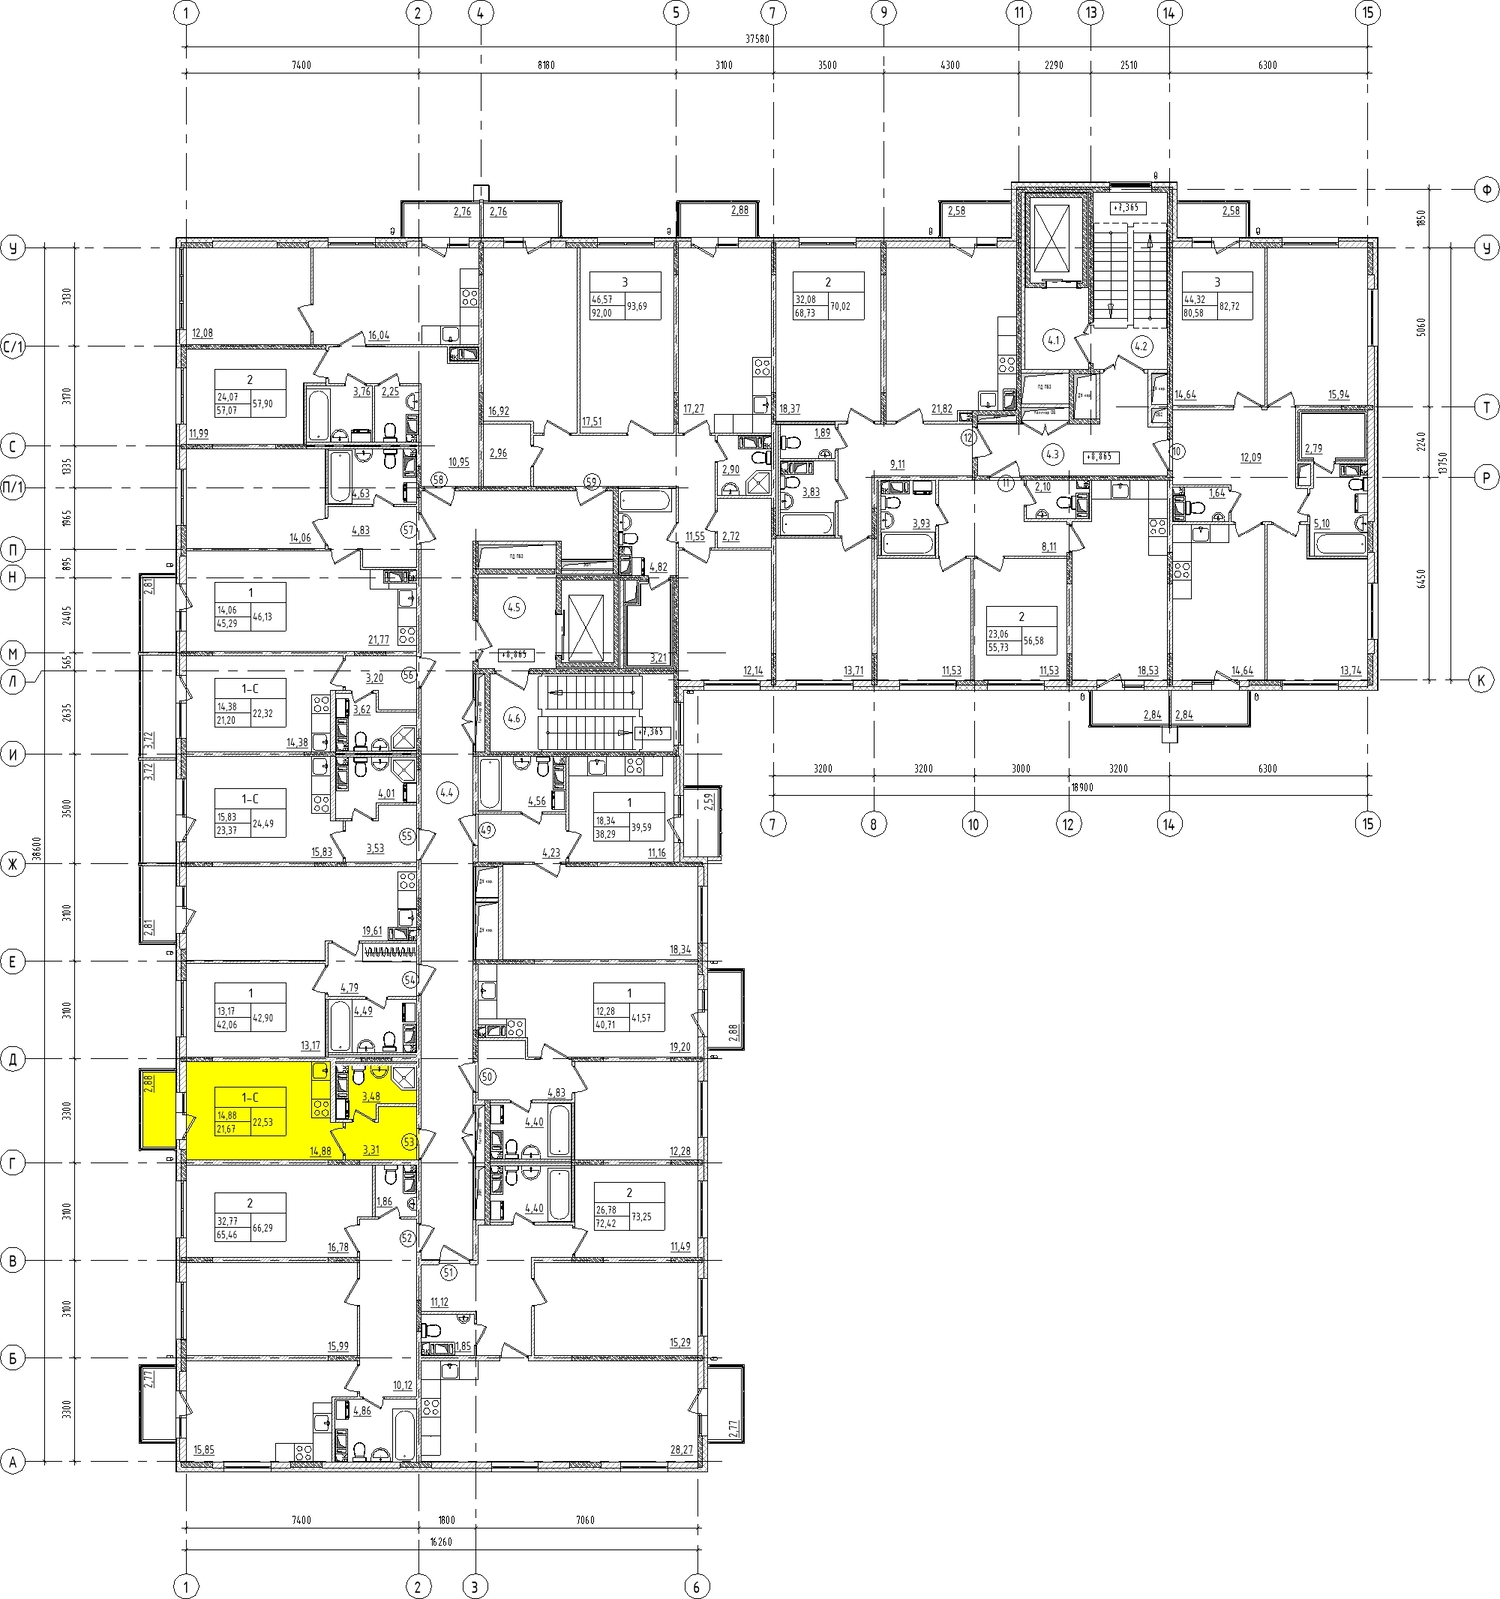 1 2 4 5 7 9 11 13 14 15
37580
7400 8180 3100 3500 4300 2290 2510 6300
Ф
1850
2,76 2,76 2,88 2,58 2,58
+7,365
У У
3130
3
46,57 93,69
92,00
2
32,08 70,02
68,73
3
44,32 82,72
80,58
5060
12,08 16,04
4.1 4.2
С/1
3170
2
24,07 57,90
57,07
3,76 2,25
11,99
16,92 17,51 17,27 18,37 21,82 14,64 15,94
Т
С
1335
10,95 2,96 2,90 1,89 12 4.3 +8,865 10 12,09 2,79
2240
13750
58 59
9,11 11 2,10
Р
П/1
4,63 3,83 3,93 1,64
1965
14,06 4,83 57 11,55 2,72 8,11 5,10
П
895
Н
4,82
2,81
2405
1
14,06 46,13
45,29
21,77
4.5
2
23,06 56,58
55,73
6450
М
565
Л
3,20 56 +8,865 3,21 12,14 13,71 11,53 11,53 18,53 14,64 13,74
К
2635
1-С
14,38 22,32
21,20
3,62
14,38
3,72
4.6 +7,365
2,84 2,84
И
3,72
3500
38600
1-С
15,83 24,49
23,37
4,01
15,83 3,53 55
4.4
4,56
1
18,34 39,59
38,29
49 4,23 11,16
2,59
3200 3200 3000 3200 6300
18900
7 8 10 12 14 15
Ж
3100
2,81
19,61 18,34
Е
3100
4,79 54
1
13,17 42,90
42,06
4,49
13,17
1
12,28 41,57
40,71
19,20
2,88
Д
3300
2,88
1-С
14,88 22,53
21,67
3,48
14,88 3,31 53
50 4,83
4,40
12,28
Г
3100
2
32,77 66,29
65,46
1,86
16,78 52
4,40
2
26,78 73,25
72,42
11,49
В
3100
51
11,12
15,99 1,85 15,29
Б
3300
2,77
10,12
4,86
15,85 28,27
2,77
А
7400 1800 7060
16260
1 2 3 6